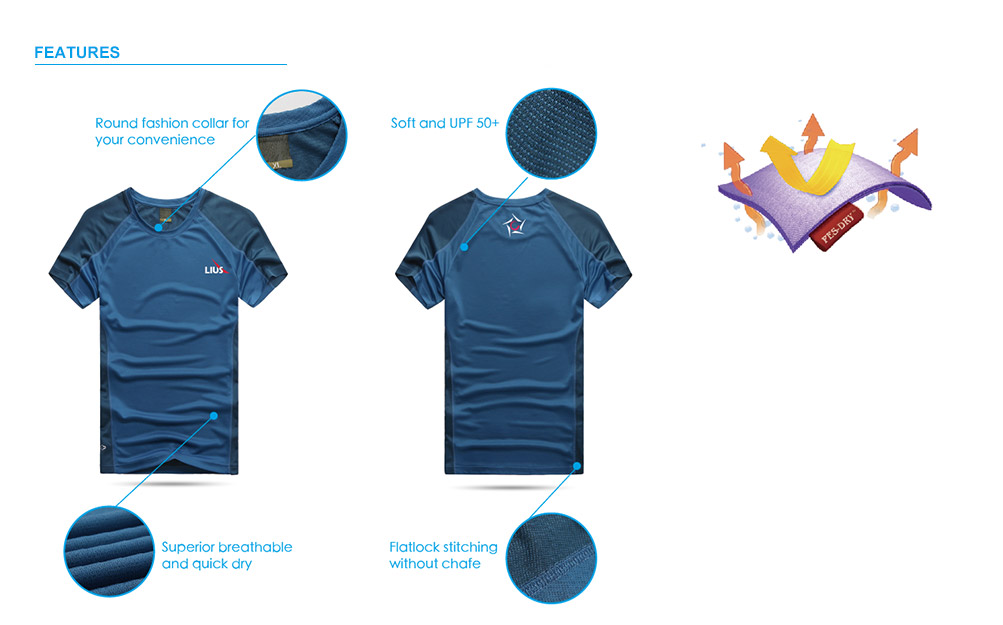 FEATURES
Round fashion collar for
your convenience
XL
Soft and UPF 50+
LIUS
PES-DRY
Superior breathable
and quick dry
Flatlock stitching
without chafe